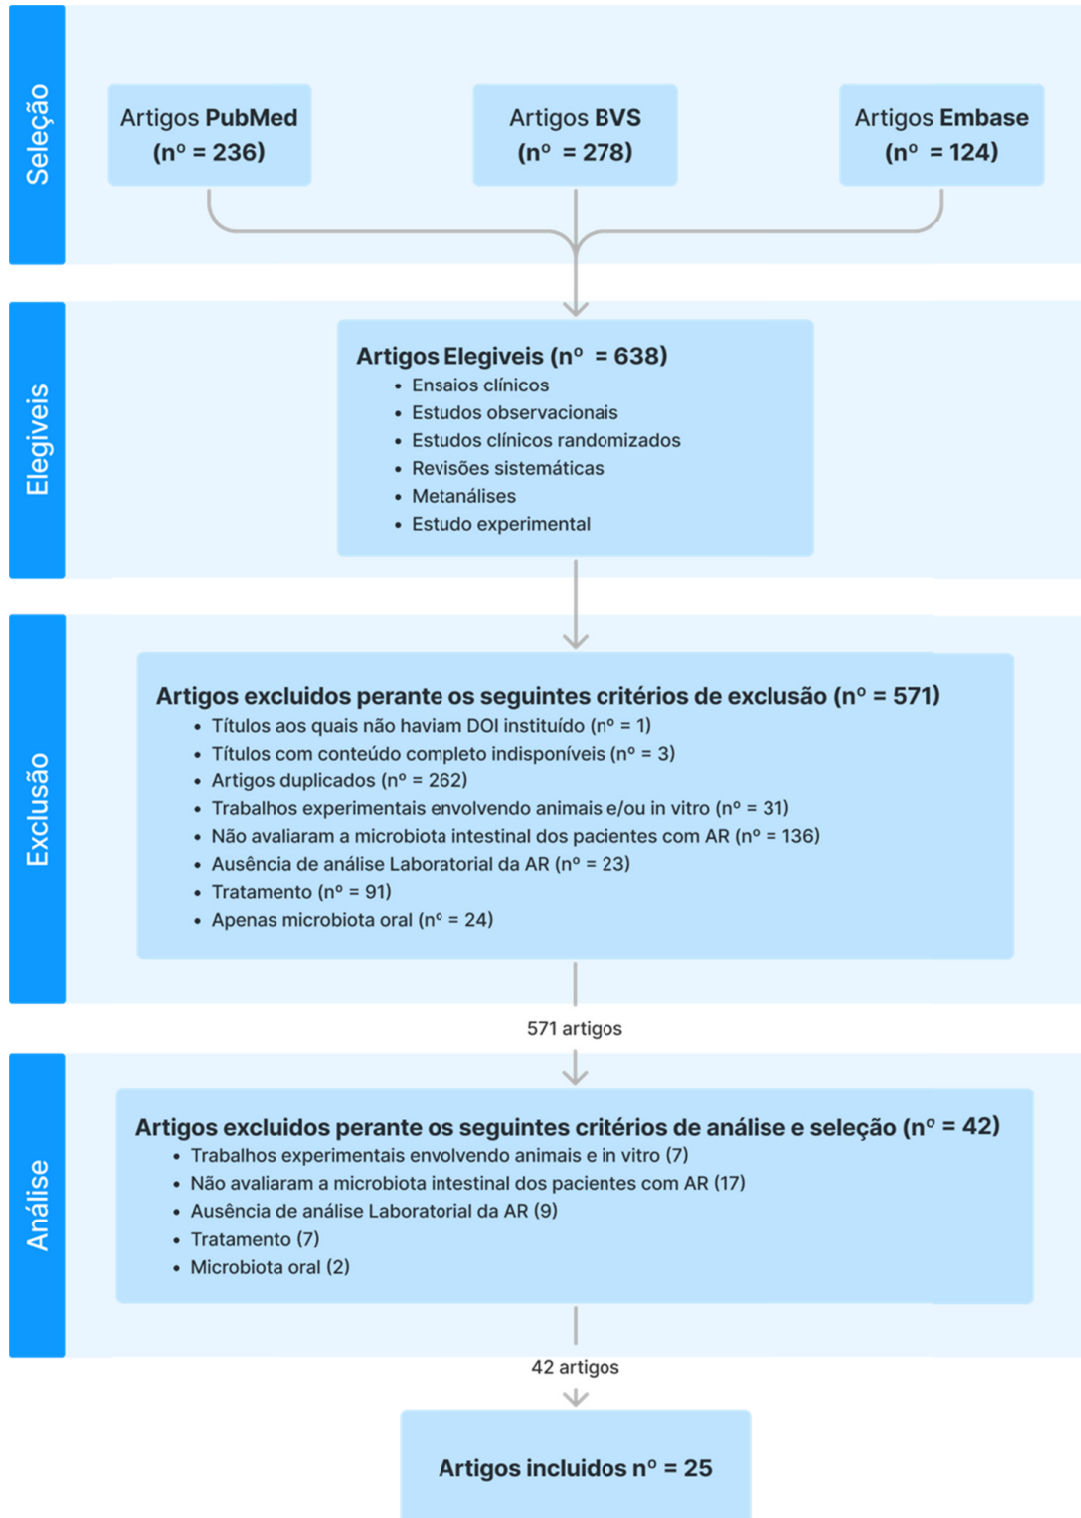 Seleção
Artigos PubMed
(nº = 236)
Artigos BVS
(nº = 278)
Artigos Embase
(nº = 124)
Elegiveis
Artigos Elegiveis (nº = 638)
• Ensaios clínicos
• Estudos observacionais
• Estudos clínicos randomizados
• Revisões sistemáticas
• Metanálises
• Estudo experimental
Exclusão
Artigos excluidos perante os seguintes critérios de exclusão (nº = 571)
• Títulos aos quais não haviam DOI instituído (nº = 1)
• Títulos com conteúdo completo indisponíveis (nº = 3)
• Artigos duplicados (nº = 262)
• Trabalhos experimentais envolvendo animais e/ou in vitro (nº = 31)
• Não avaliaram a microbiota intestinal dos pacientes com AR (nº = 136)
• Ausência de análise Laboratorial da AR (nº = 23)
• Tratamento (nº = 91)
• Apenas microbiota oral (nº = 24)
571 artigos
Análise
Artigos excluidos perante os seguintes critérios de análise e seleção (nº = 42)
• Trabalhos experimentais envolvendo animais e in vitro (7)
• Não avaliaram a microbiota intestinal dos pacientes com AR (17)
• Ausência de análise Laboratorial da AR (9)
• Tratamento (7)
• Microbiota oral (2)
42 artigos
Artigos incluidos nº = 25